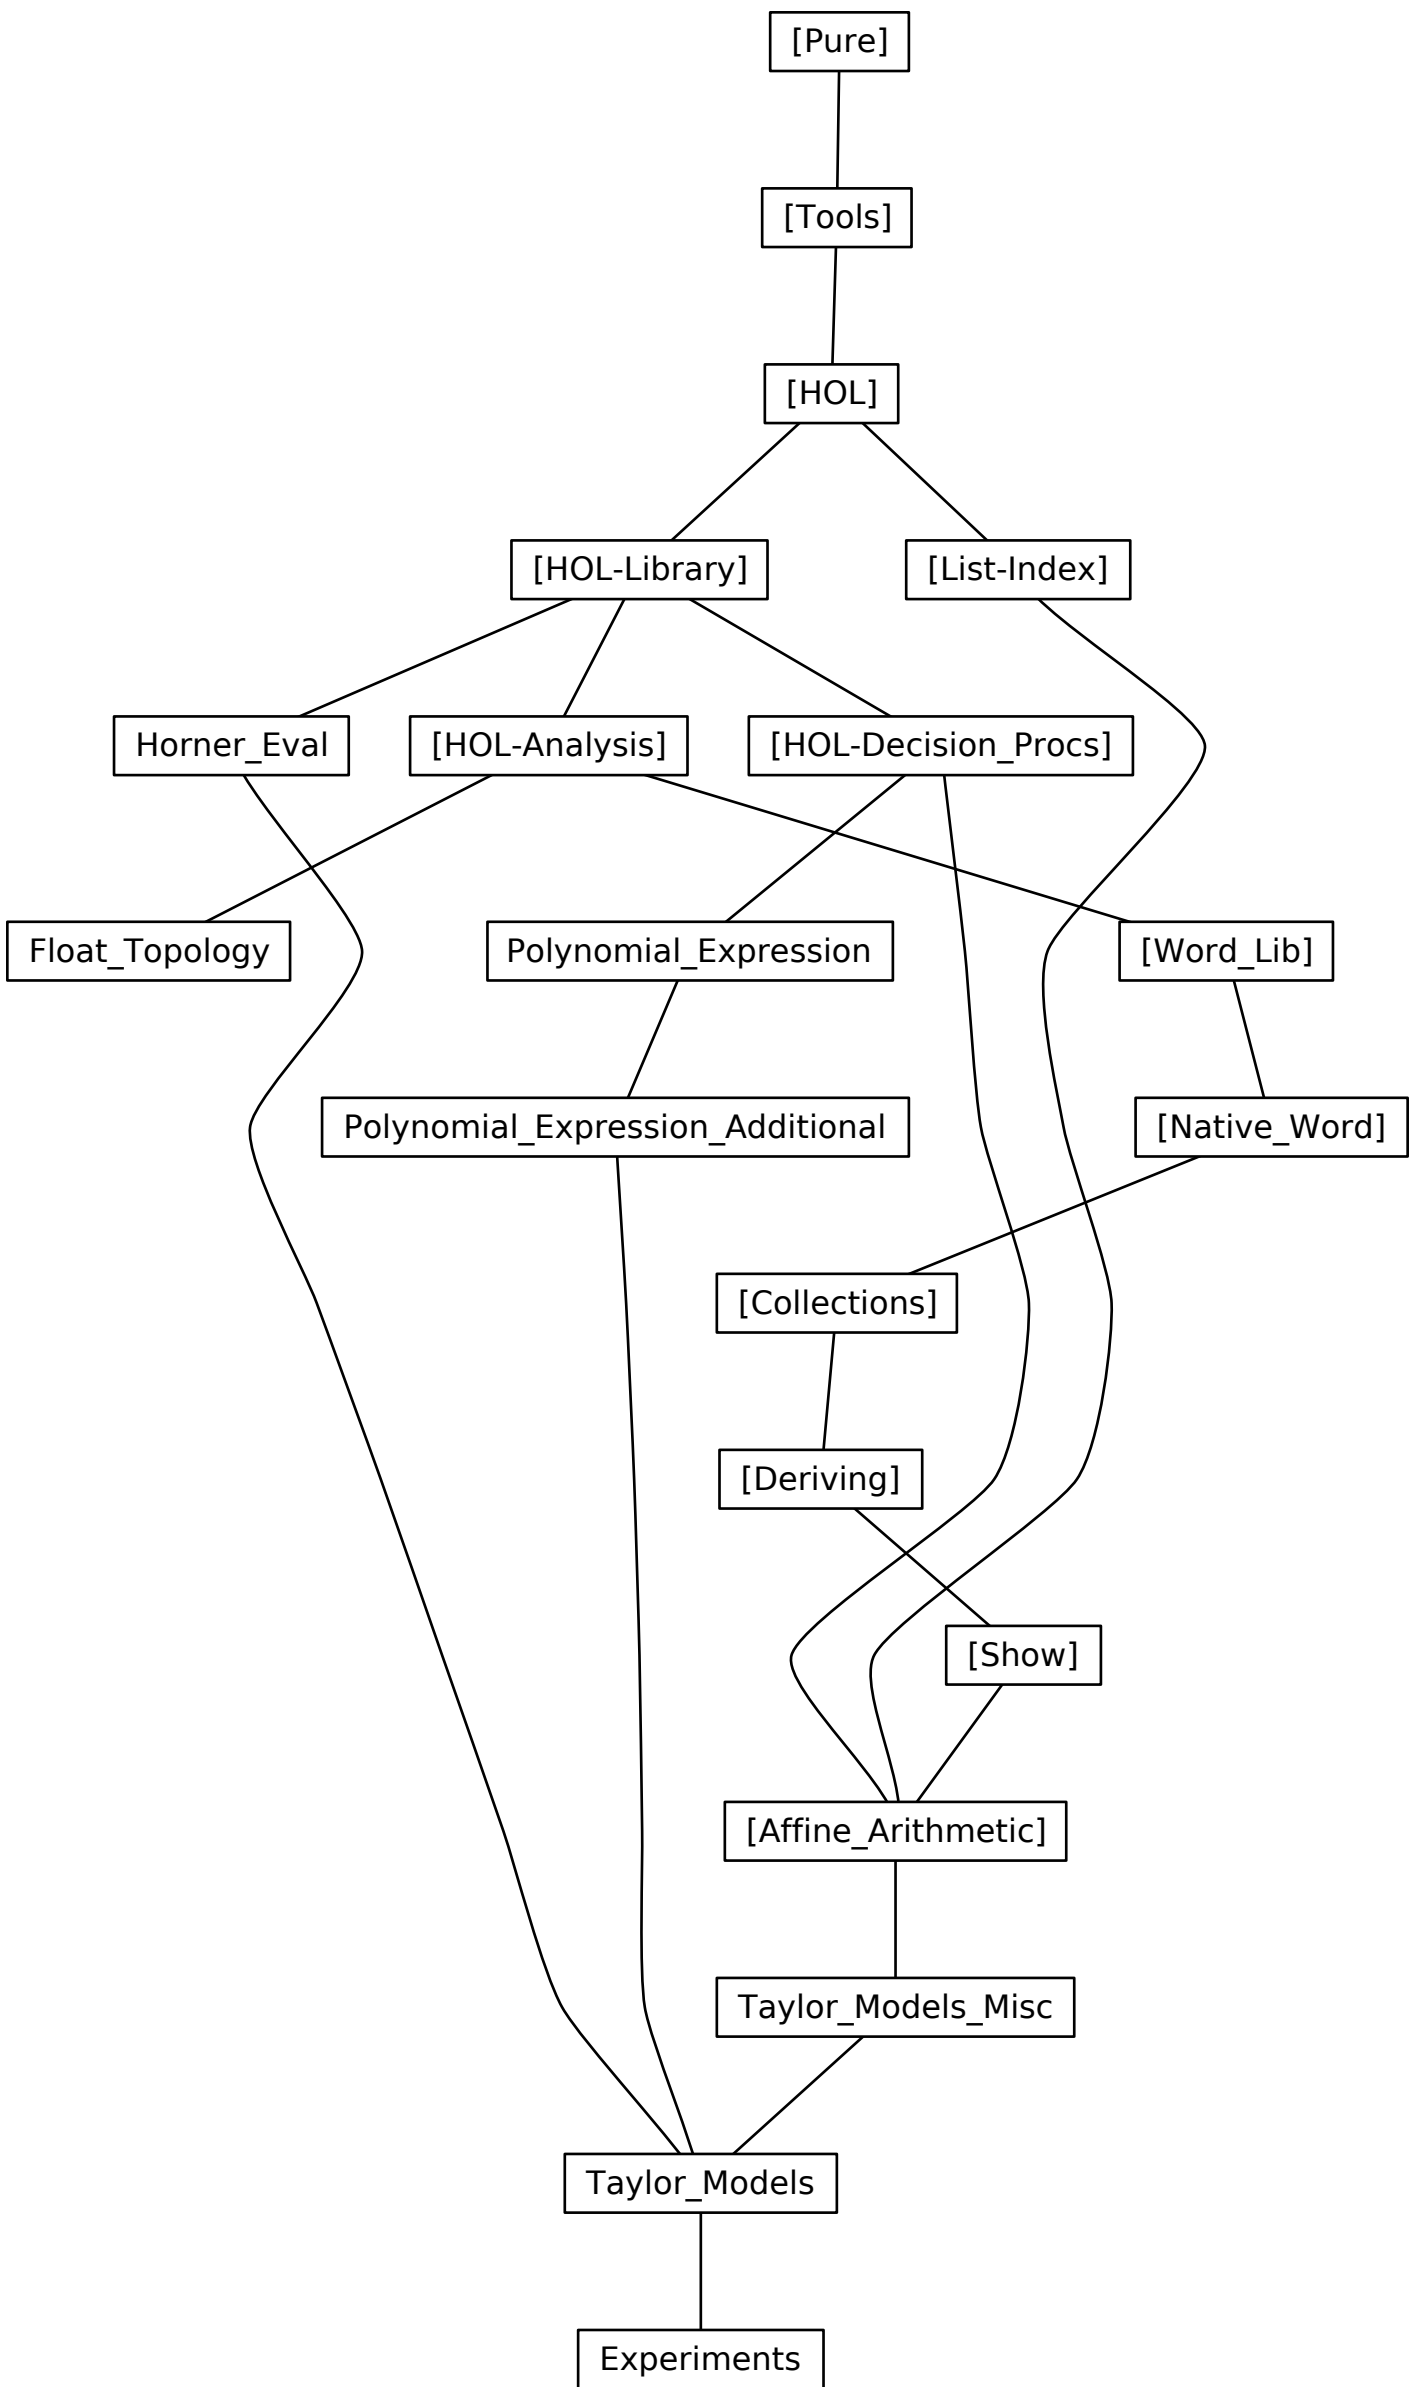 [Pure]
[Tools]
[HOL]
[HOL-Library]
[List-Index]
Horner_Eval
[HOL-Analysis]
[HOL-Decision_Procs]
Float_Topology
Polynomial_Expression
[Word_Lib]
Polynomial_Expression_Additional
[Native_Word]
[Collections]
[Deriving]
[Show]
[Affine_Arithmetic]
Taylor_Models_Misc
Taylor_Models
Experiments